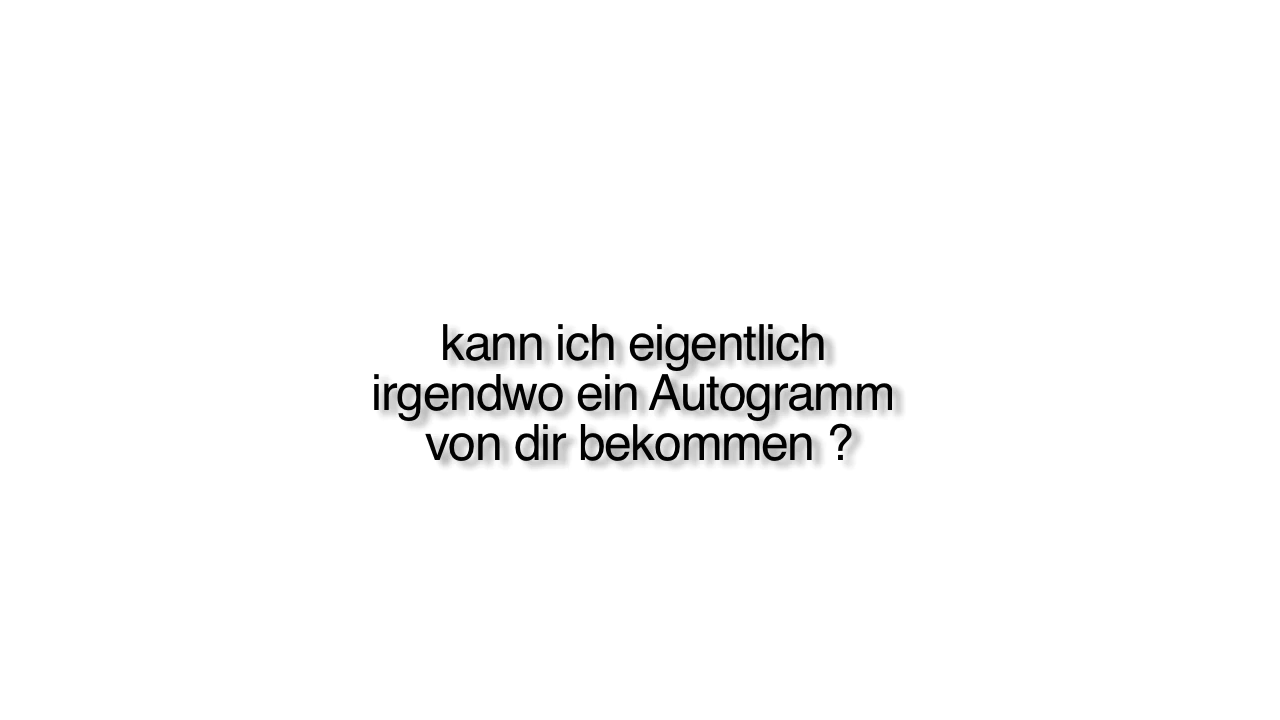 kann ich eigentlich
irgendwo ein Autogramm
von dir bekommen ?